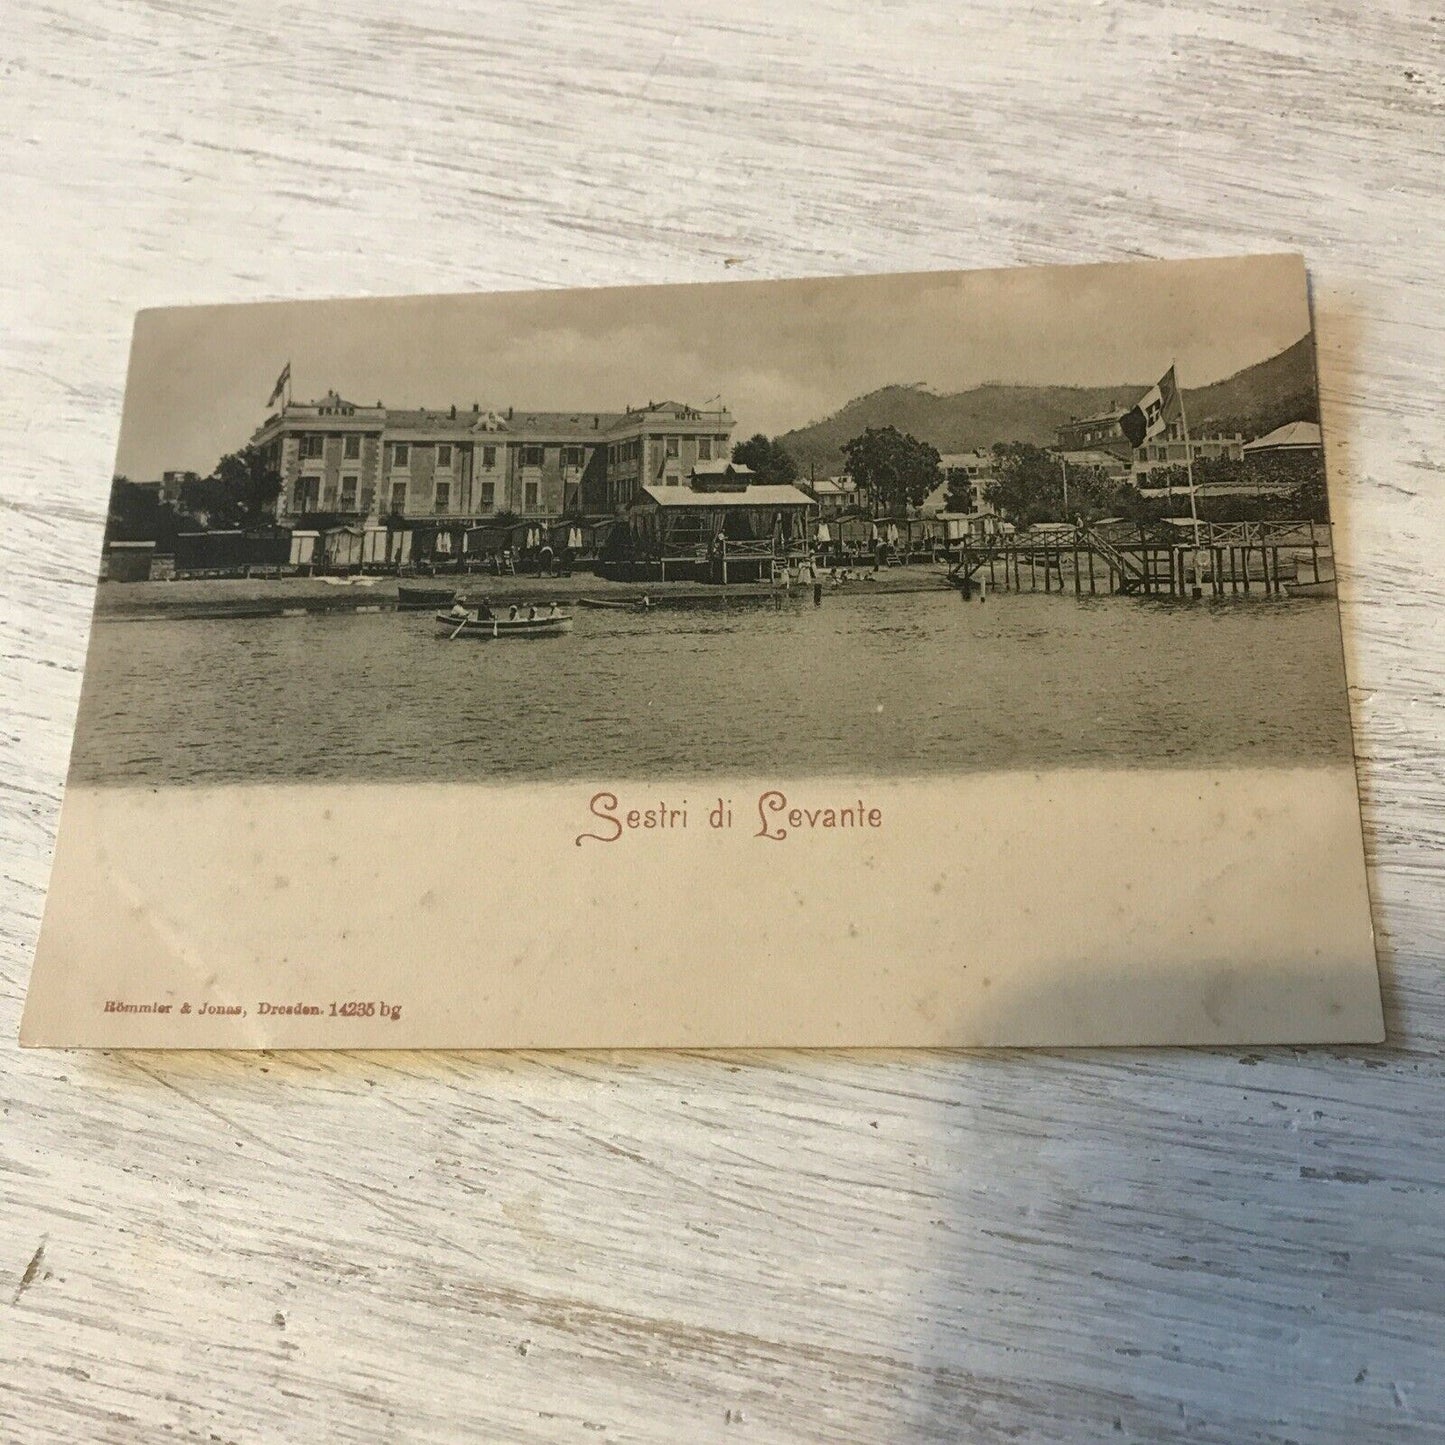 GRAND
HOTEL
Sestri di Levante
Römmler & Jonas, Dresden. 14235 bg